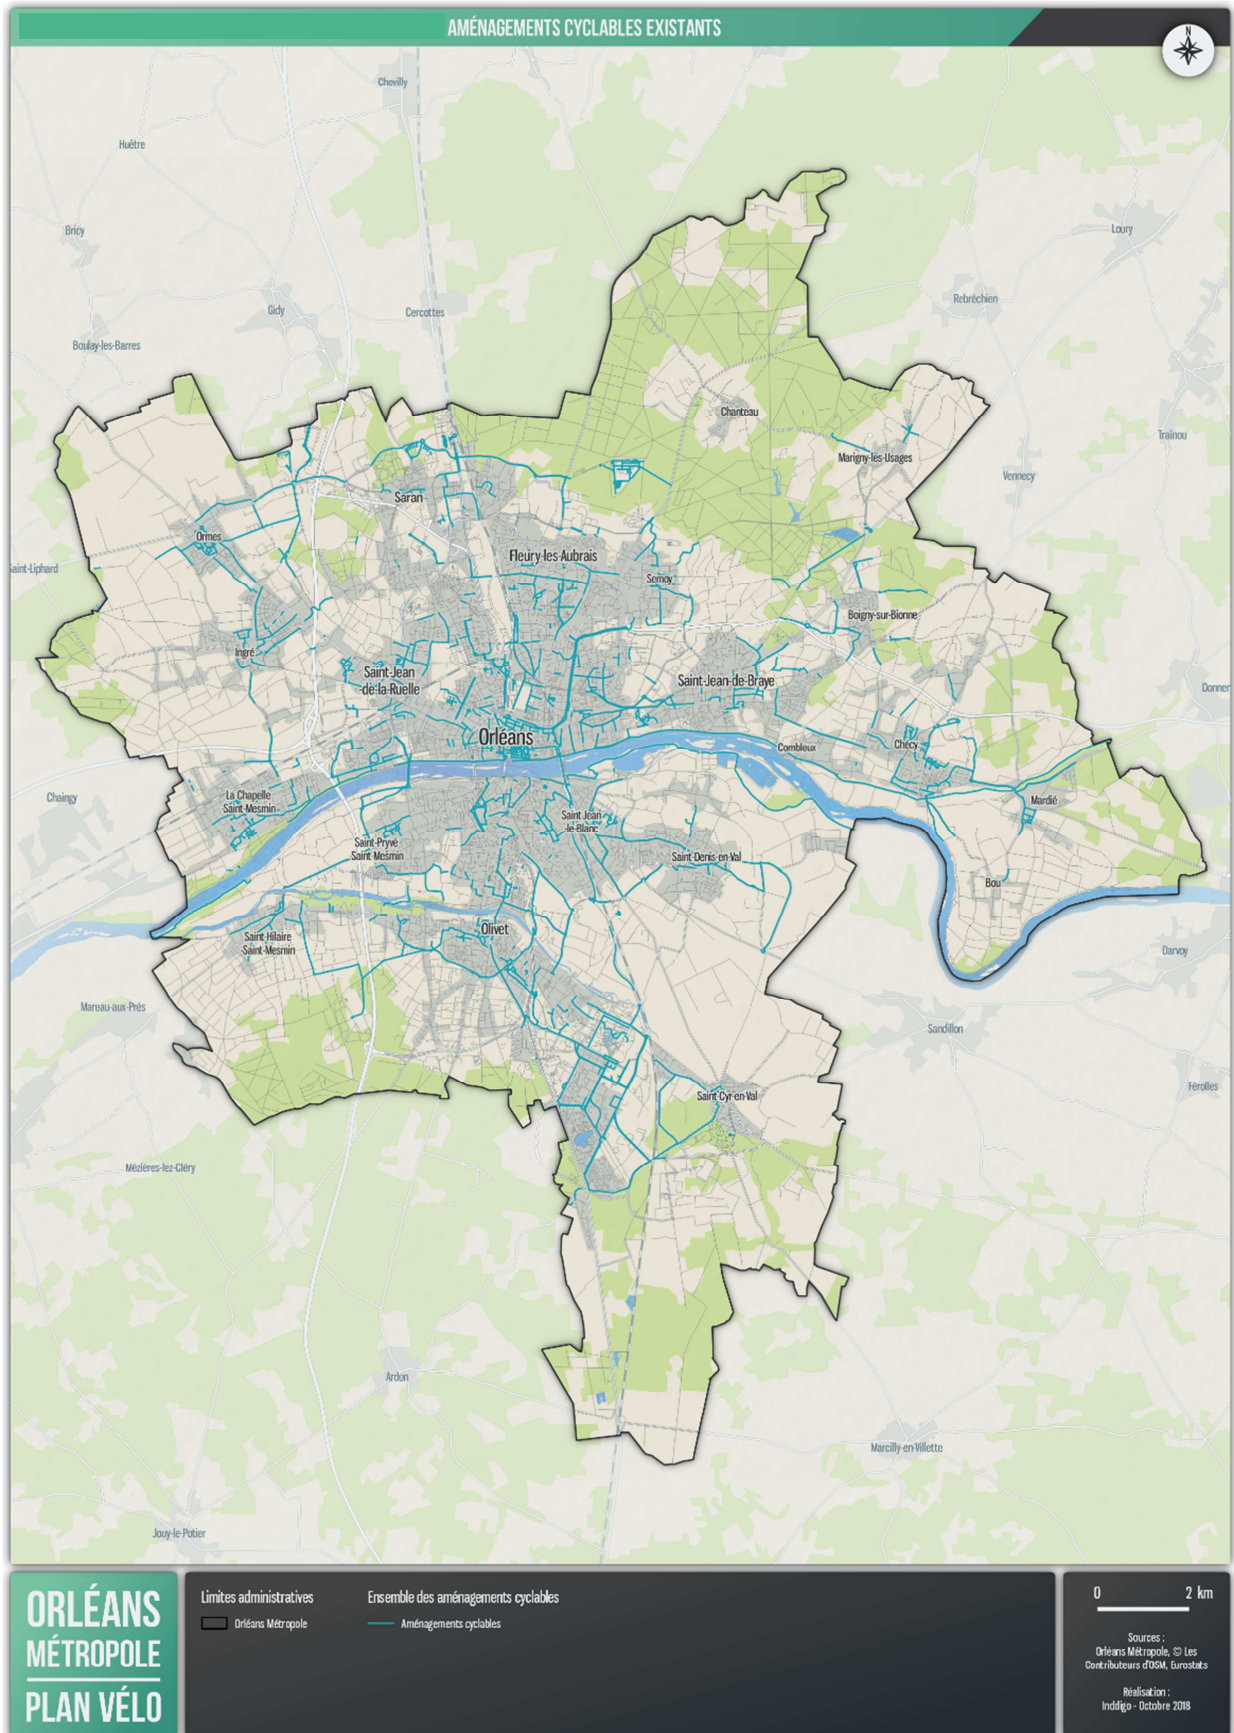 AMÉNAGEMENTS CYCLABLES EXISTANTS
N
Chevilly
Huêtre
Bricy
Loury
Rebréchien
Gidy
Cercottes
Boulay-les-Barres
Chanteau
Trainou
Marigny-les-Usages
Vennecy
Saran
Ormes
Fleury-les-Aubrais
Saint-Liphard
Semoy
Boigny-sur-Bionne
Ingré
Saint-Jean
-de-la-Ruelle
Saint-Jean-de-Braye
Donner
Orléans
Combleux
Chécy
Chaingy
La Chapelle
Saint-Mesmin
Mardié
Saint-Jean
-le-Blanc
Saint-Pryvé
Saint-Mesmin
Saint-Denis-en-Val
Bou
Olivet
Saint-Hilaire
Saint-Mesmin
Darvoy
Mareau-aux-Prés
Sandillon
Férolles
Saint-Cyr-en-Val
Mézières-lez-Cléry
Ardon
Marcilly-en-Villette
Jouy-le-Potier
ORLÉANS
MÉTROPOLE
PLAN VÉLO
Limites administratives
Orléans Métropole
Ensemble des aménagements cyclables
Aménagements cyclables
0 2 km
Sources :
Orléans Métropole, © Les
Contributeurs d'OSM, Eurostats
Réalisation :
Inddigo - Octobre 2018